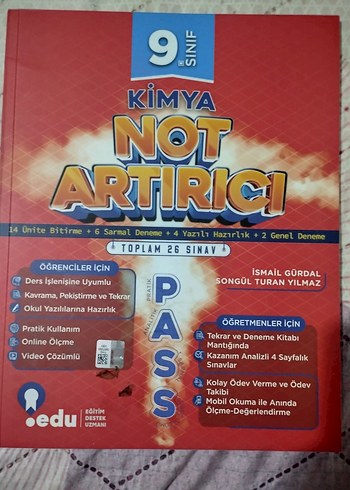 9.
SINIF
KİMYA
NOT
ARTIRICI
14 Ünite Bitirme + 6 Sarmal Deneme + 4 Yazılı Hazırlık + 2 Genel Deneme
TOPLAM 26 SINAV
ÖĞRENCİLER İÇİN
Ders İşlenişine Uyumlu
Kavrama, Pekiştirme ve Tekrar
Okul Yazılılarına Hazırlık
Pratik Kullanım
Online Ölçme
Video Çözümlü
PRATİK
PASS
İSMAİL GÜRDAL
SONGÜL TURAN YILMAZ
ÖĞRETMENLER İÇİN
Tekrar ve Deneme Kitabı
Mantığında
Kazanım Analizli 4 Sayfalık
Sınavlar
Kolay Ödev Verme ve Ödev
Takibi
Mobil Okuma ile Anında
Ölçme-Değerlendirme
.edu
EĞİTİM
DESTEK
UZMANI